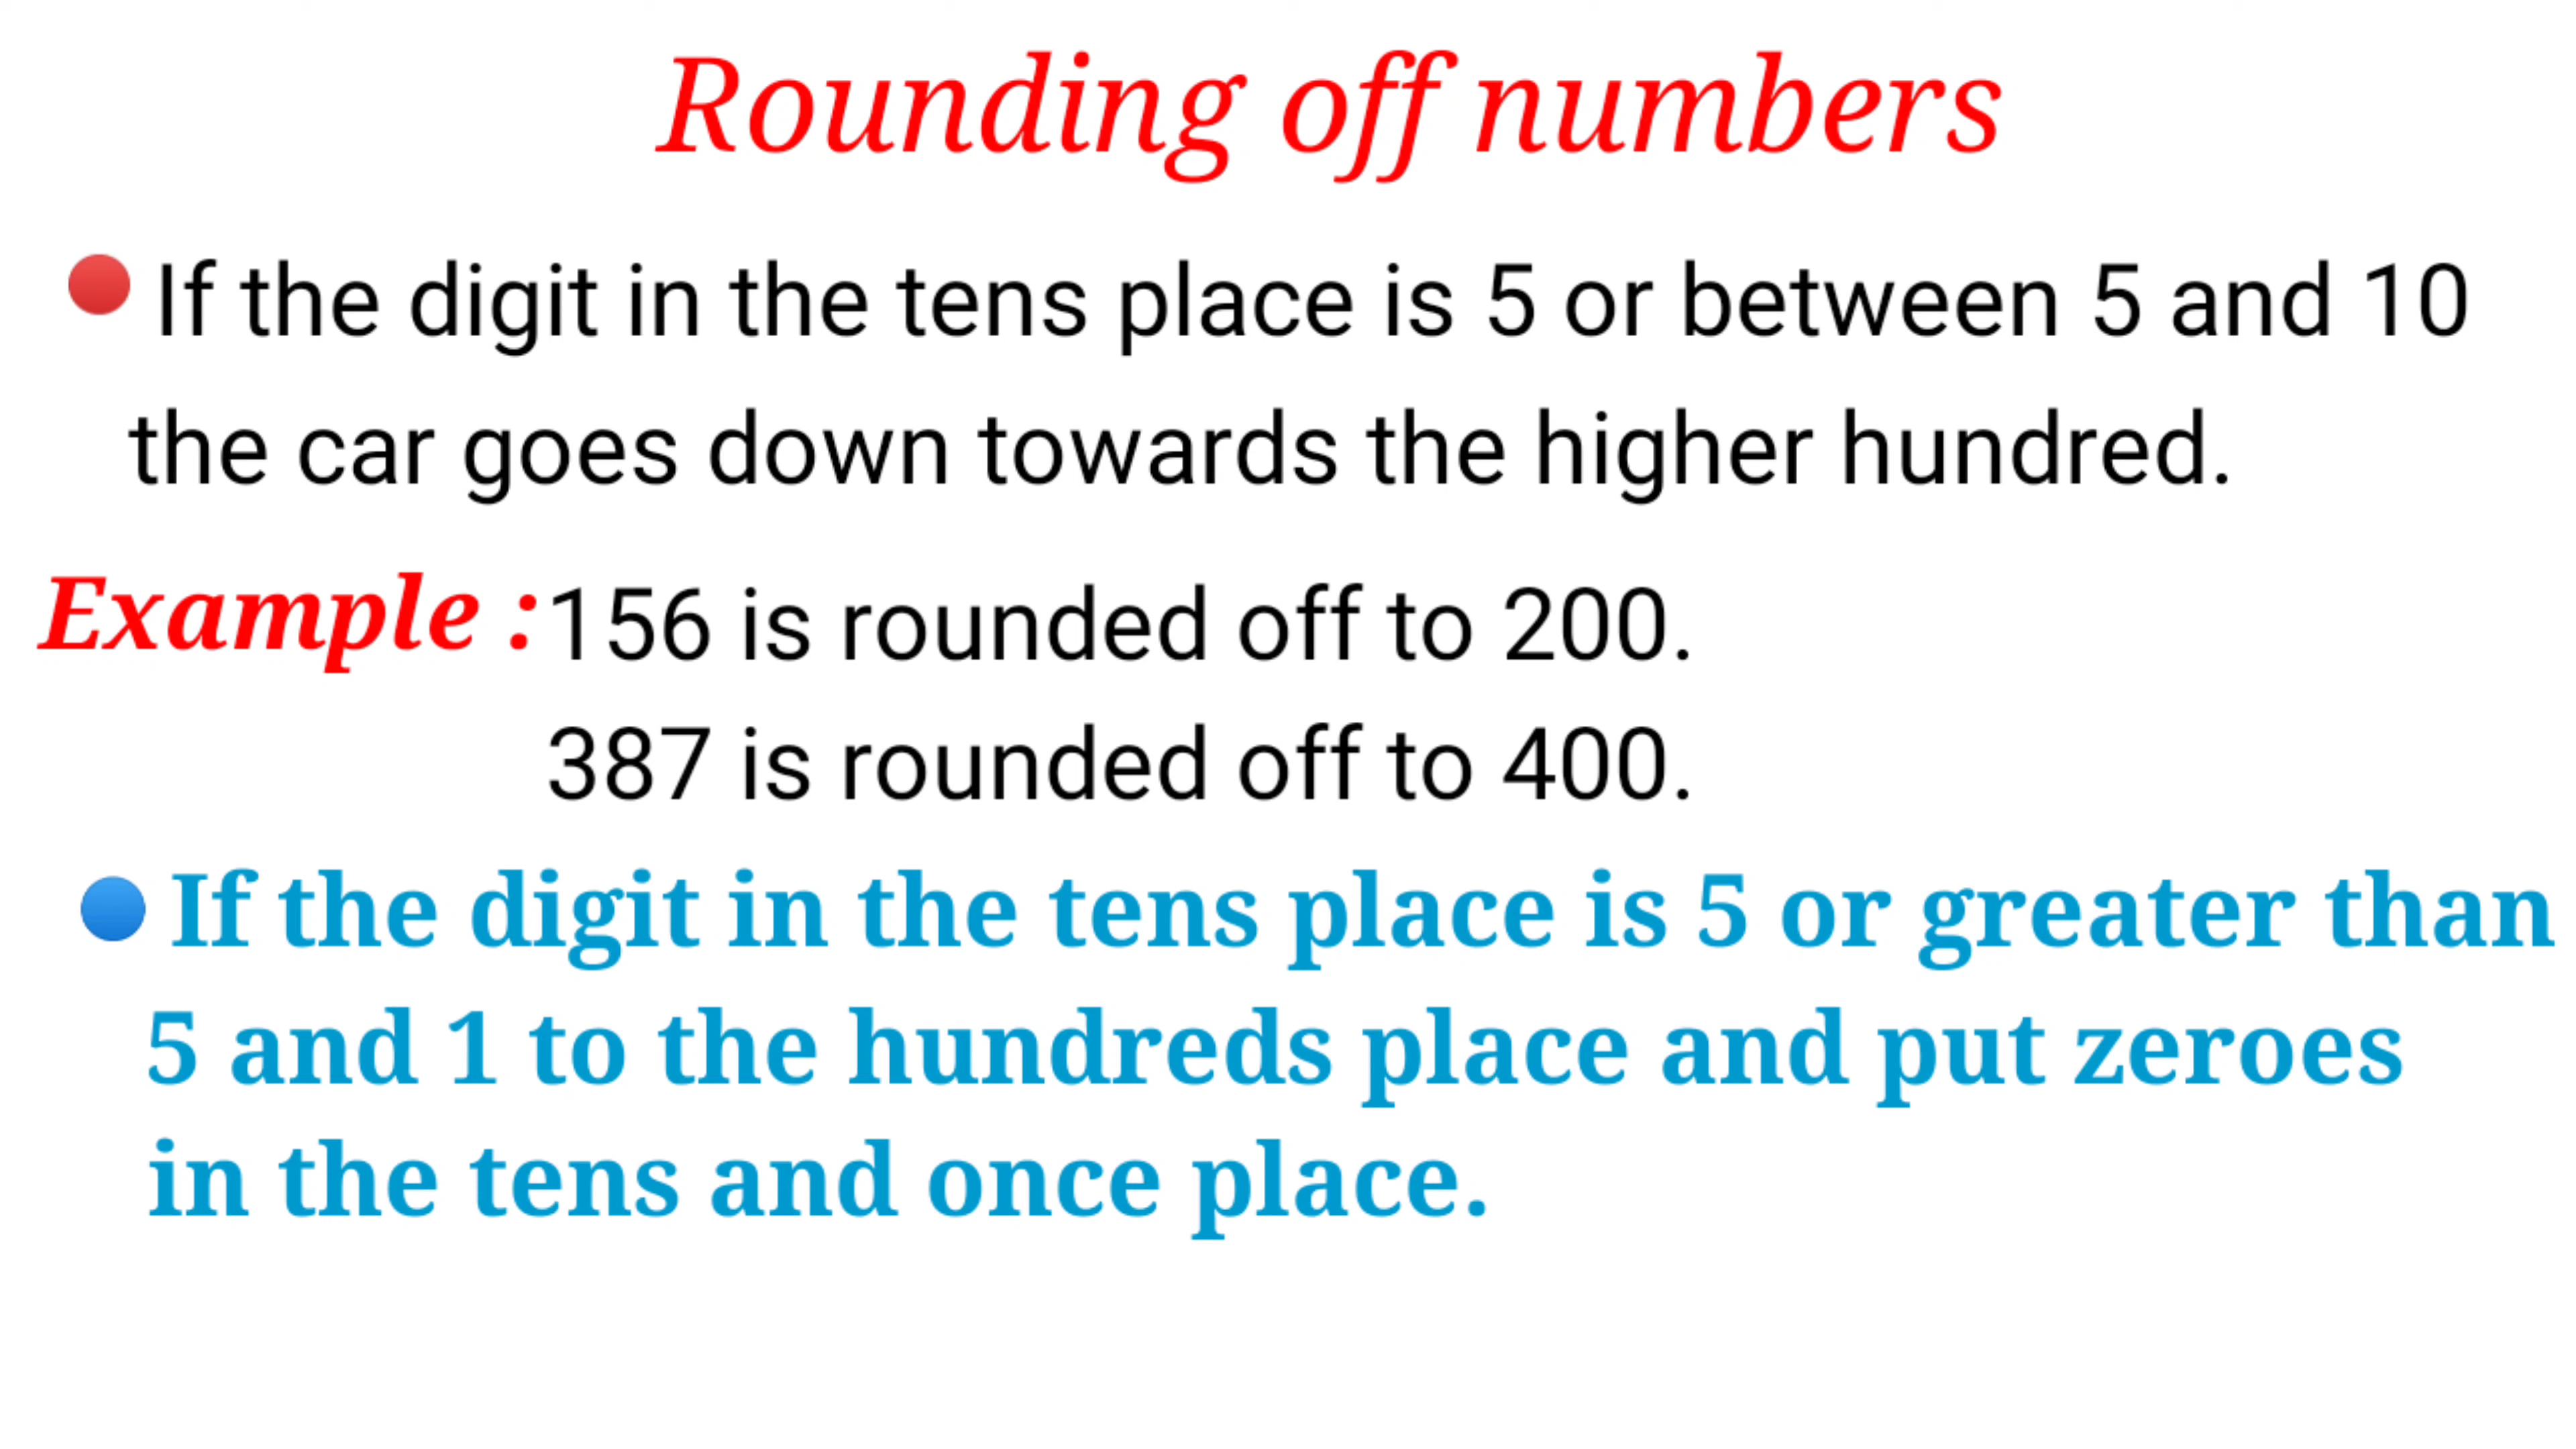 Rounding off numbers
If the digit in the tens place is 5 or between 5 and 10
the car goes down towards the higher hundred.
Example : 156 is rounded off to 200.
387 is rounded off to 400.
If the digit in the tens place is 5 or greater than
5 and 1 to the hundreds place and put zeroes
in the tens and once place.